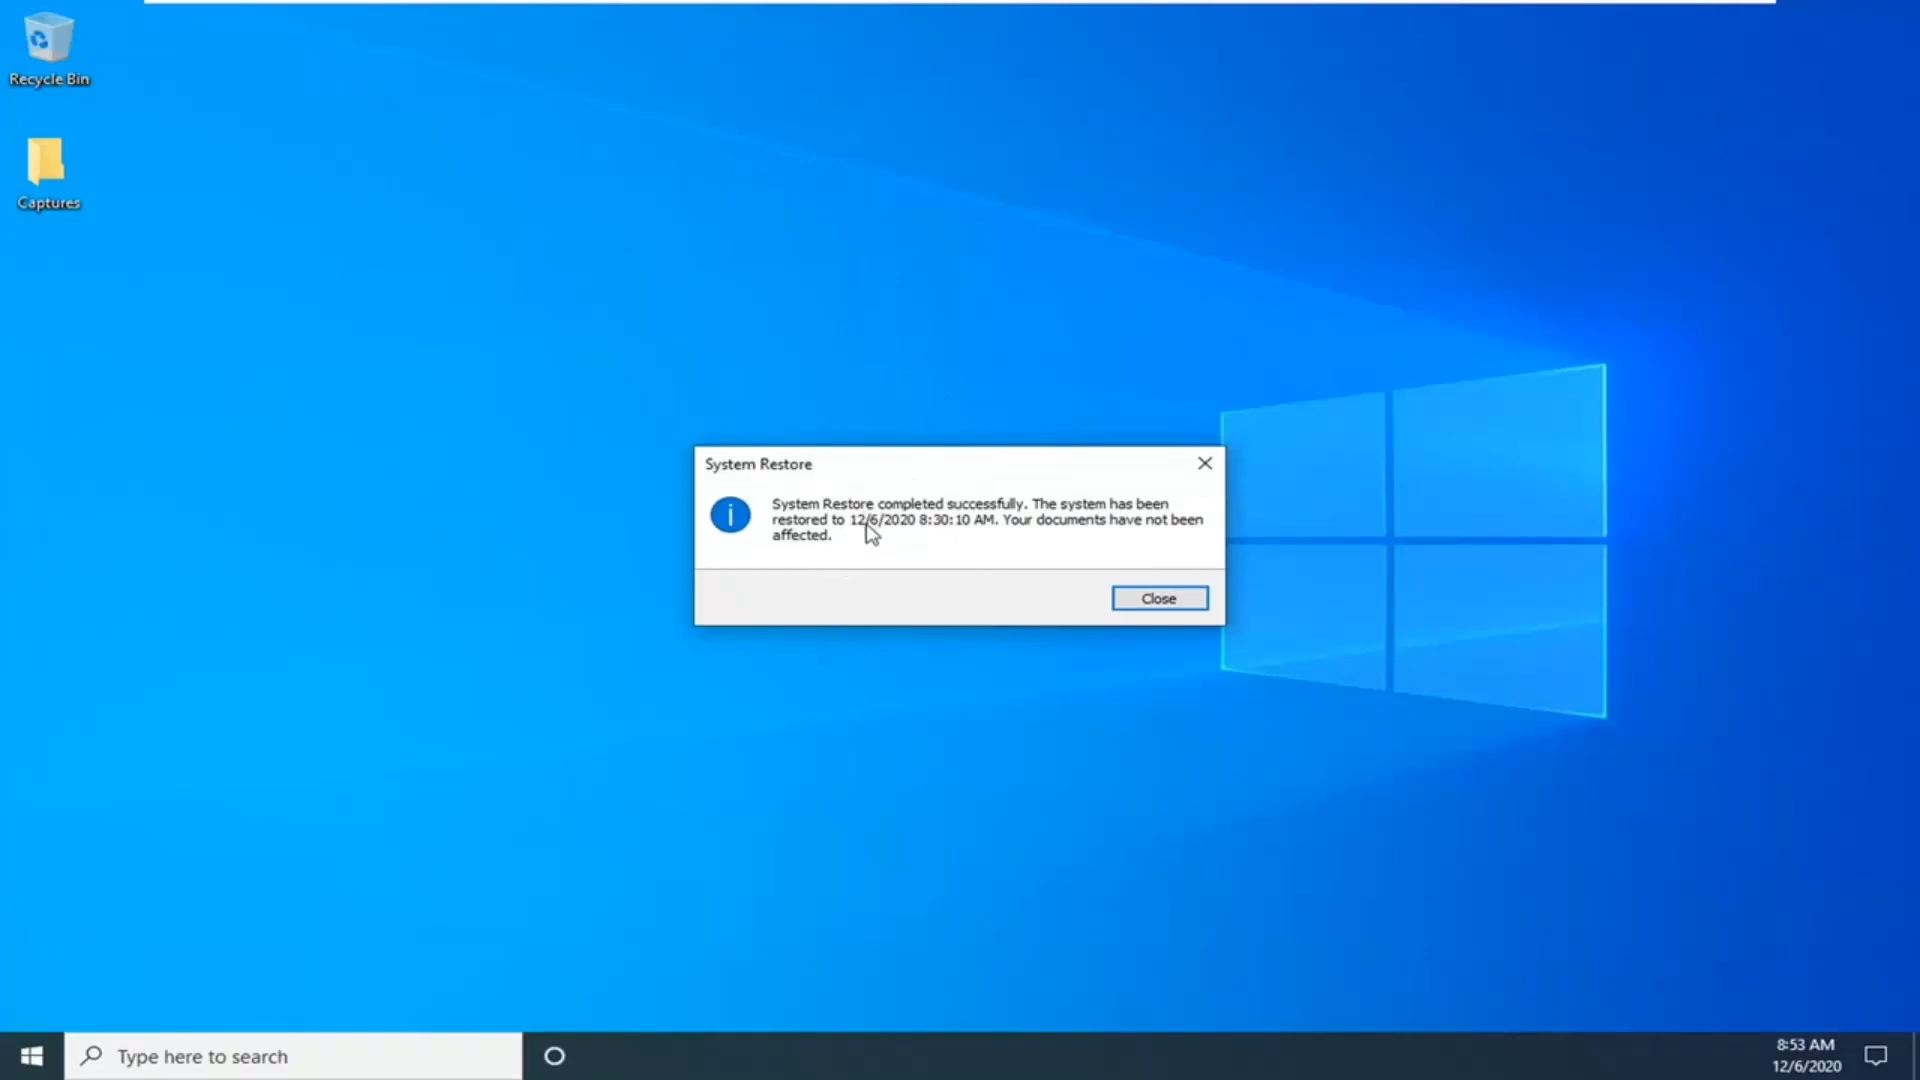 Recycle Bin
Captures
System Restore
System Restore completed successfully. The system has been
restored to 12/6/2020 8:30:10 AM. Your documents have not been
affected.
Close
Type here to search
8:53 AM
12/6/2020